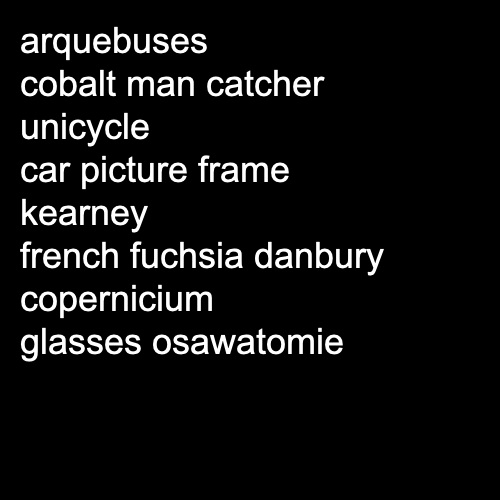 arquebuses
cobalt man catcher
unicycle
car picture frame
kearney
french fuchsia danbury
copernicium
glasses osawatomie